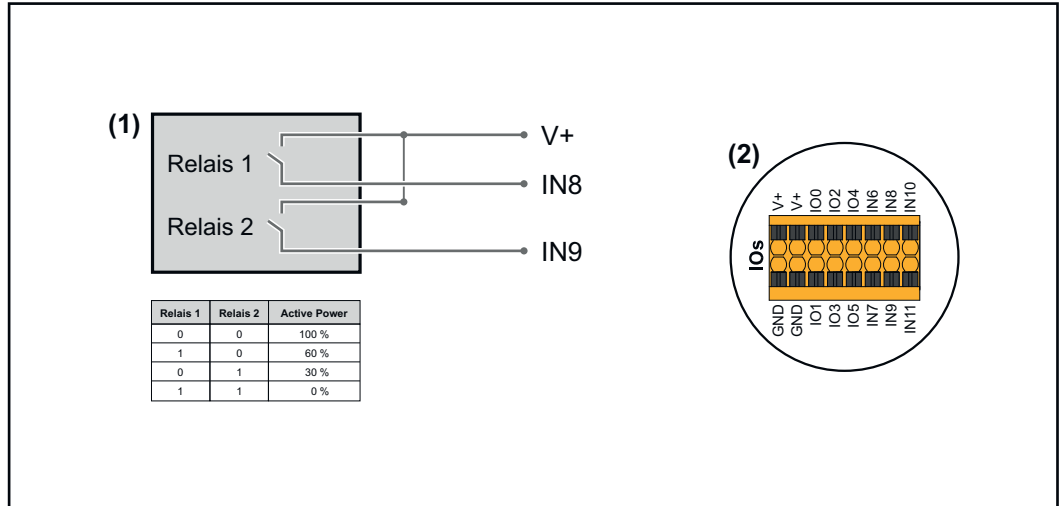 (1)
Relais 1
Relais 2
V+
IN8
IN9
Relais 1 Relais 2 Active Power
0 0 100 %
1 0 60 %
0 1 30 %
1 1 0 %
(2)
V+ V+ IO0 IO2 IO4 IN6 IN8 IN10
IOs
GND GND IO1 IO3 IO5 IN7 IN9 IN11